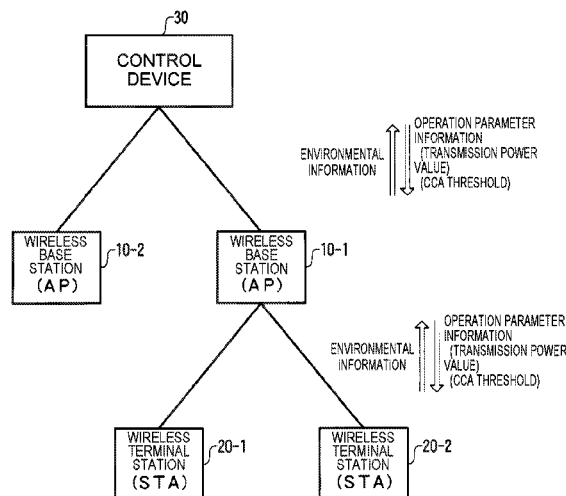 30
CONTROL
DEVICE
ENVIRONMENTAL
INFORMATION
OPERATION PARAMETER
INFORMATION
(TRANSMISSION POWER
VALUE)
(CCA THRESHOLD)
WIRELESS
BASE
STATION
(AP)
10-2
WIRELESS
BASE
STATION
(AP)
10-1
ENVIRONMENTAL
INFORMATION
OPERATION PARAMETER
INFORMATION
(TRANSMISSION POWER
VALUE)
(CCA THRESHOLD)
WIRELESS
TERMINAL
STATION
(STA)
20-1
WIRELESS
TERMINAL
STATION
(STA)
20-2